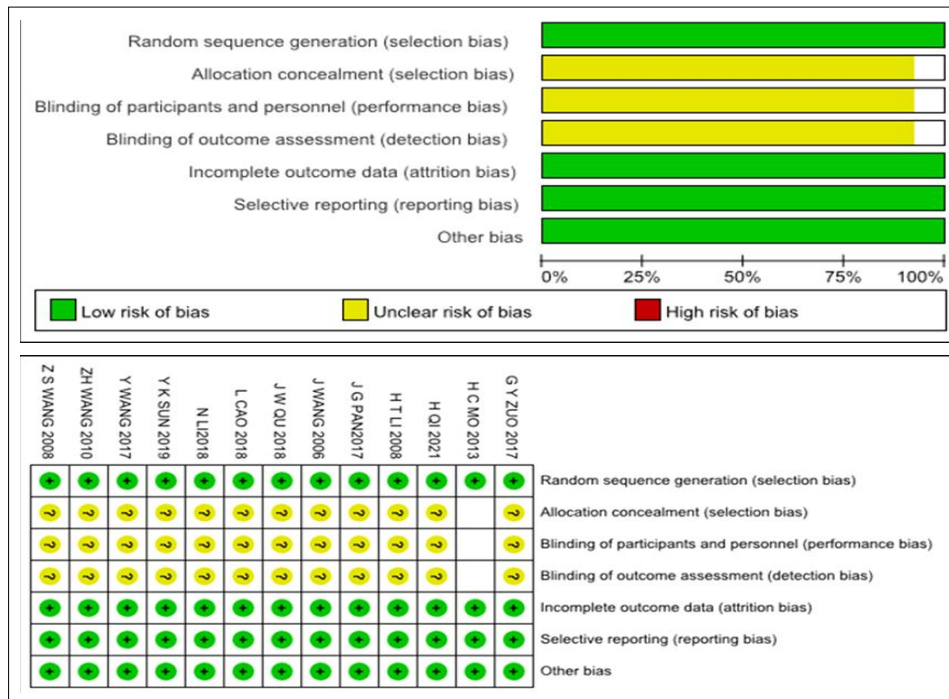 Random sequence generation (selection bias)
Allocation concealment (selection bias)
Blinding of participants and personnel (performance bias)
Blinding of outcome assessment (detection bias)
Incomplete outcome data (attrition bias)
Selective reporting (reporting bias)
Other bias
0% 25% 50% 75% 100%
Low risk of bias Unclear risk of bias High risk of bias
Z S WANG 2008
ZH WANG 2010
Y WANG 2017
Y K SUN 2019
N LI2018
L CAO 2018
J W QU 2018
J WANG 2006
J G PAN2017
H T LI 2008
H QI 2021
H C MO 2013
G Y ZUO 2017
+ + + + + + + + + + + + + Random sequence generation (selection bias)
? ? ? ? ? ? ? ? ? ? ? ? Allocation concealment (selection bias)
? ? ? ? ? ? ? ? ? ? ? ? Blinding of participants and personnel (performance bias)
? ? ? ? ? ? ? ? ? ? ? ? Blinding of outcome assessment (detection bias)
+ + + + + + + + + + + + + Incomplete outcome data (attrition bias)
+ + + + + + + + + + + + + Selective reporting (reporting bias)
+ + + + + + + + + + + + + Other bias